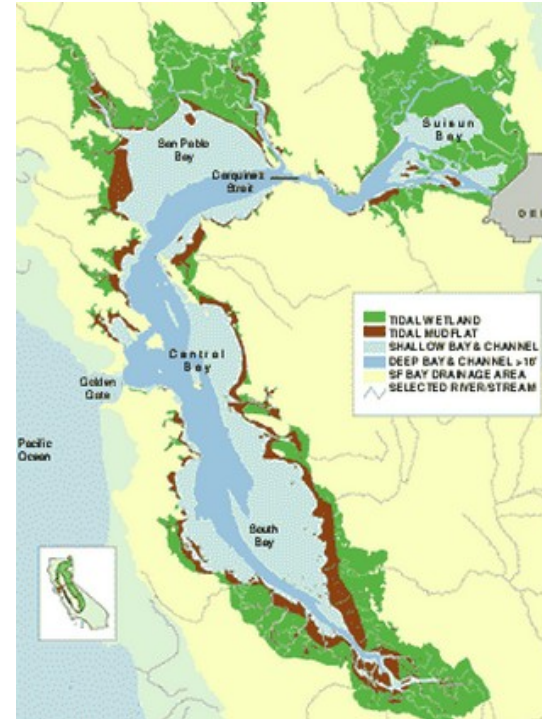 San Pablo
Bay
Suisun
Bay
Carquinez
Strait
TIDAL WETLAND
TIDAL MUDFLAT
SHALLOW BAY & CHANNEL
DEEP BAY & CHANNEL >18'
SF BAY DRAINAGE AREA
SELECTED RIVER/STREAM
Central
Bay
Golden
Gate
Pacific
Ocean
South
Bay